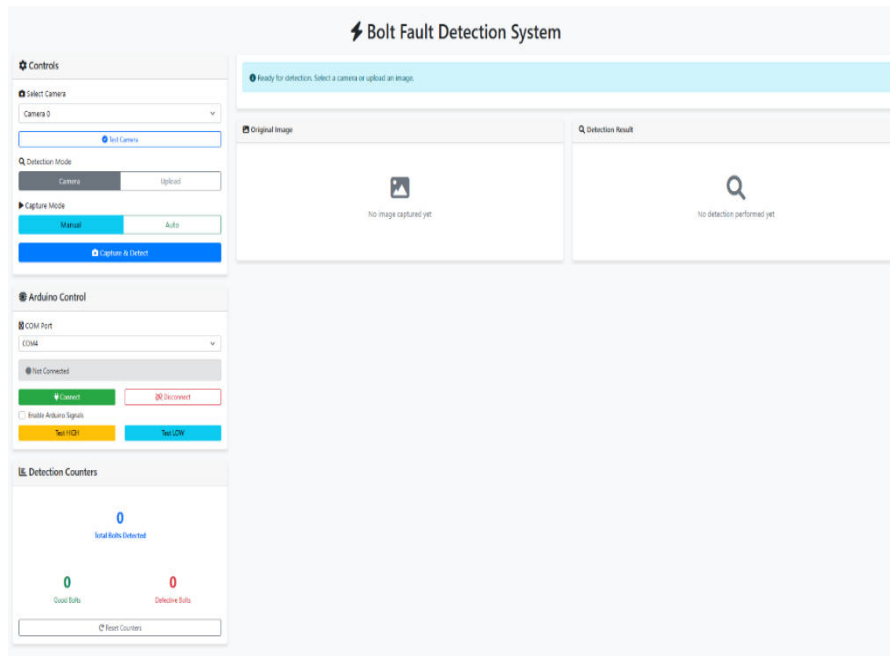 Bolt Fault Detection System
Controls
Select Camera
Camera 0
Test Camera
Detection Mode
Camera Upload
Capture Mode
Manual Auto
Capture & Detect
Arduino Control
COM Port
COM4
Not Connected
Connect Disconnect
Enable Arduino Signals
Test HIGH Test LOW
Detection Counters
0
Total Bolts Detected
0 0
Good Bolts Defective Bolts
Reset Counters
Ready for detection. Select a camera or upload an image.
Original Image
No image captured yet
Detection Result
No detection performed yet